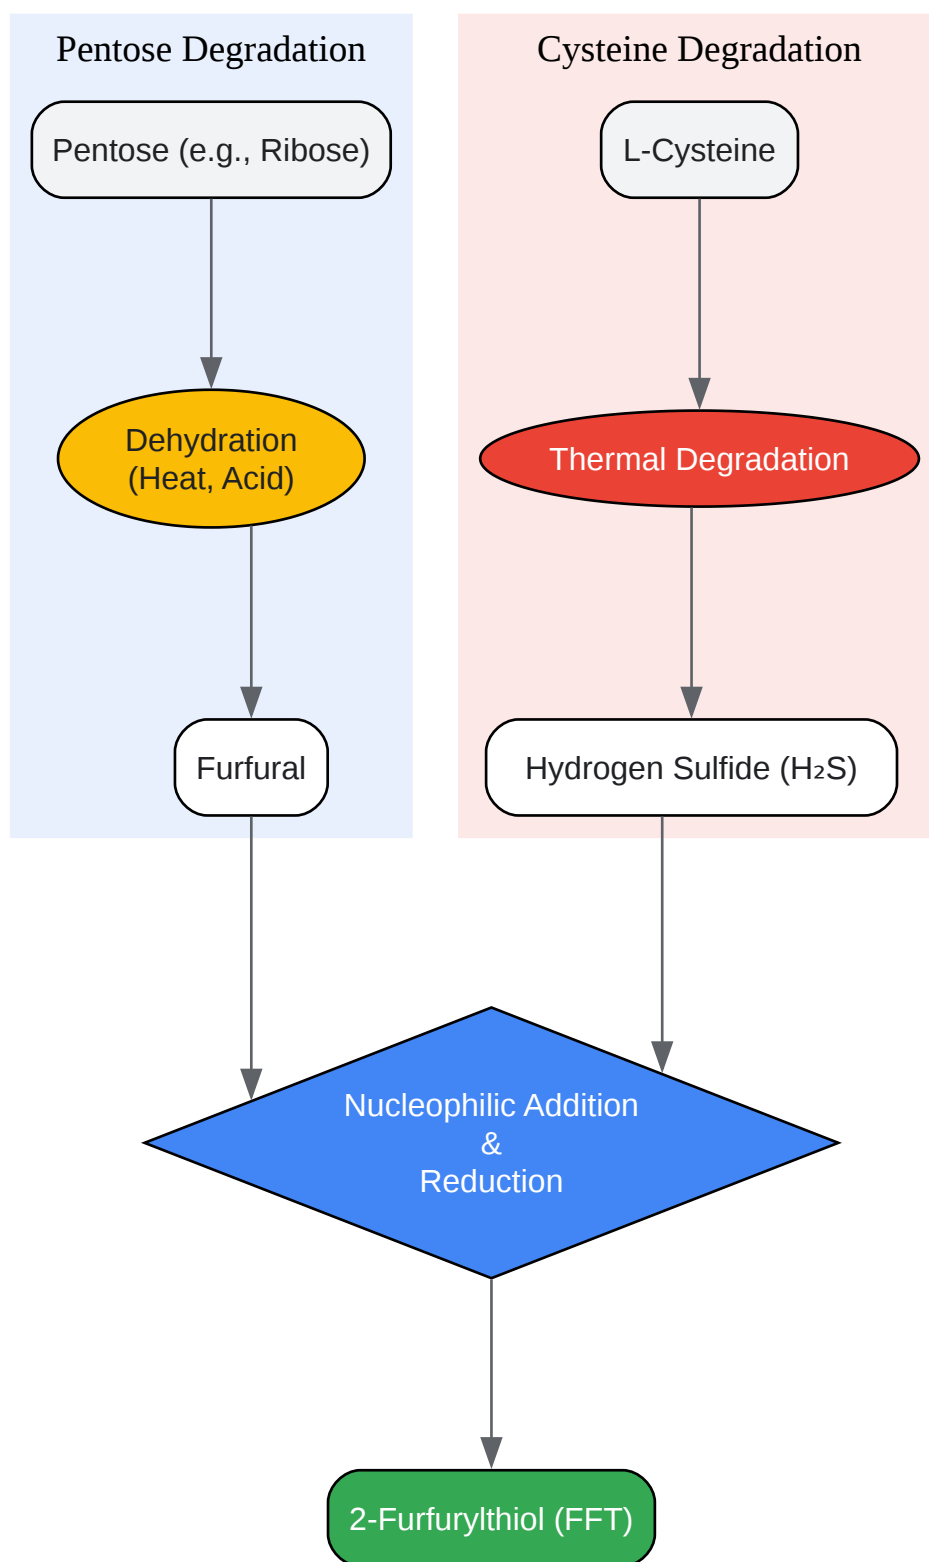 Pentose Degradation
Cysteine Degradation
Pentose (e.g., Ribose)
L-Cysteine
Dehydration
(Heat, Acid)
Thermal Degradation
Furfural
Hydrogen Sulfide (H₂S)
Nucleophilic Addition
&
Reduction
2-Furfurylthiol (FFT)